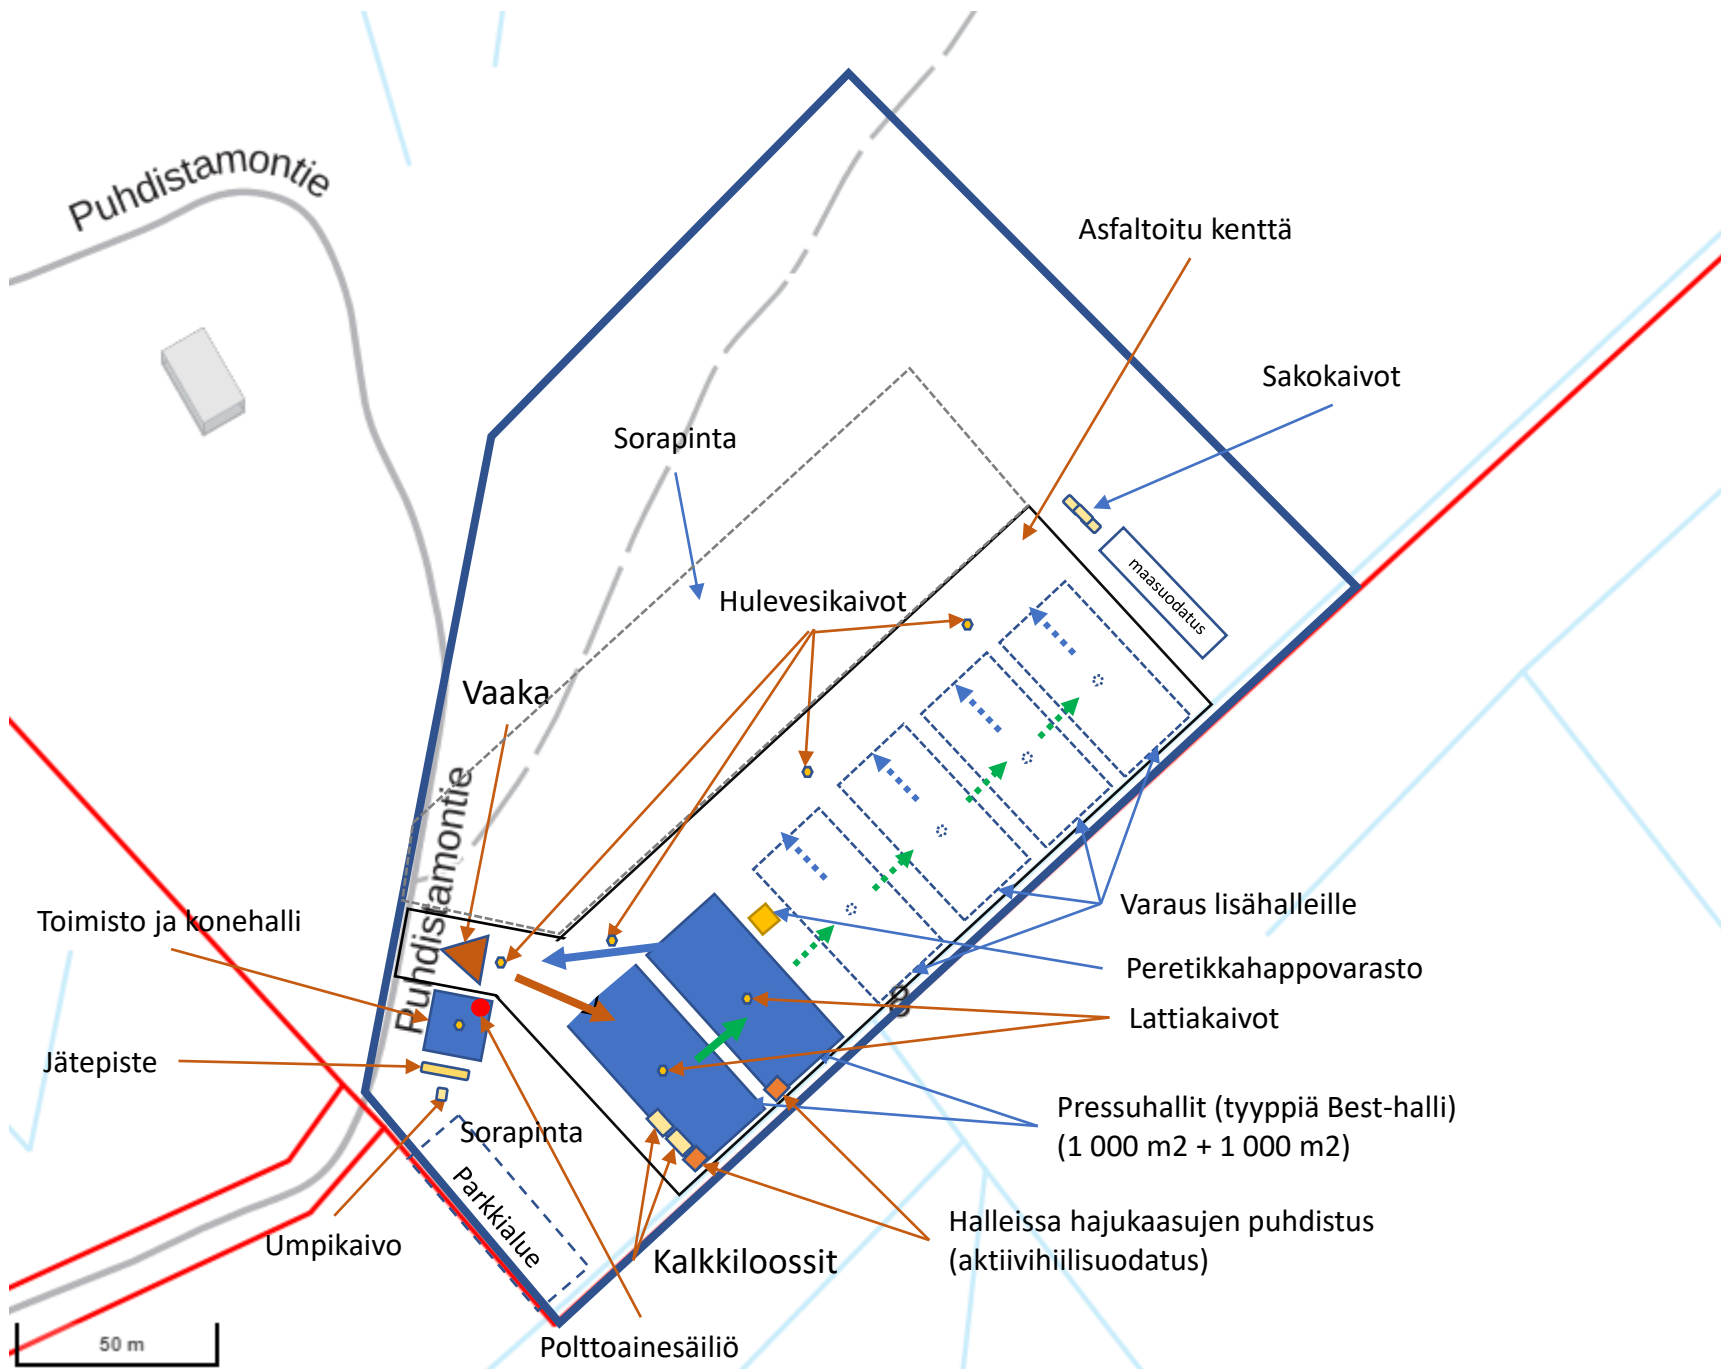 Puhdistamontie
Asfaltoitu kenttä
Sakokaivot
Sorapinta
maasuodatus
Hulevesikaivot
Vaaka
Puhdistamontie
Toimisto ja konehalli
Varaus lisähalleille
Peretikkahappovarasto
Lattiakaivot
Jätepiste
Pressuhallit (tyyppiä Best-halli)
(1 000 m2 + 1 000 m2)
Sorapinta
Parkkialue
Umpikaivo
Kalkkiloossit
Halleissa hajukaasujen puhdistus
(aktiivihiilisuodatus)
Polttoainesäiliö
50 m